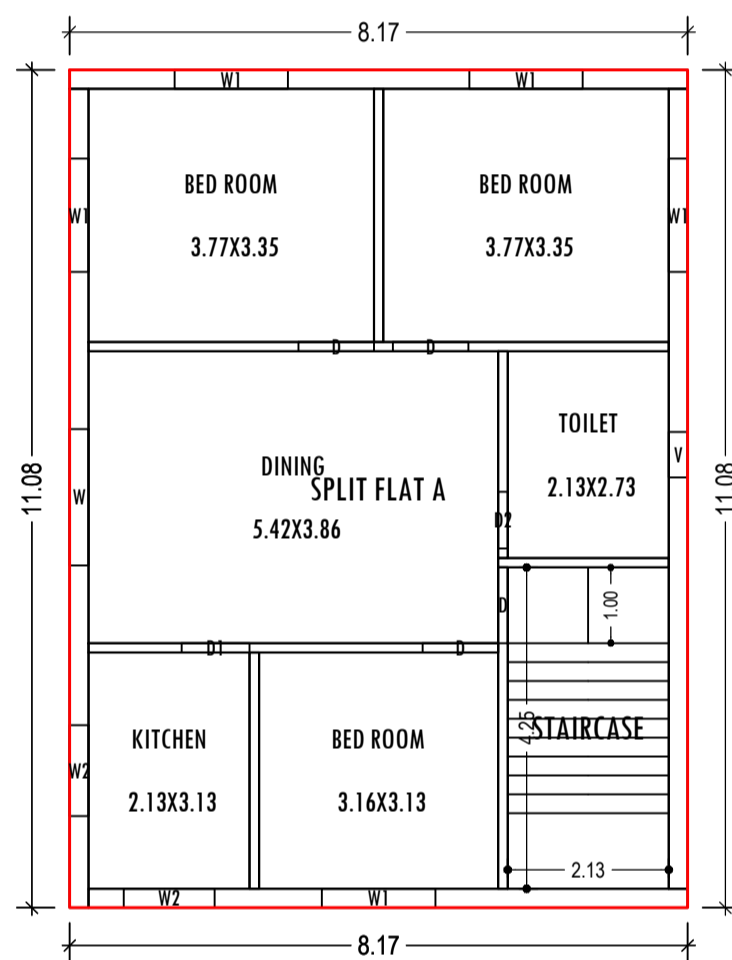 8.17
W1 W1
BED ROOM
3.77X3.35
BED ROOM
3.77X3.35
W1
W1
D D
11.08
11.08
TOILET
2.13X2.73
V
W
DINING
SPLIT FLAT A
5.42X3.86
D2
D
1.00
D1
D
4.25
STAIRCASE
KITCHEN
2.13X3.13
BED ROOM
3.16X3.13
W2
2.13
W2
W1
8.17